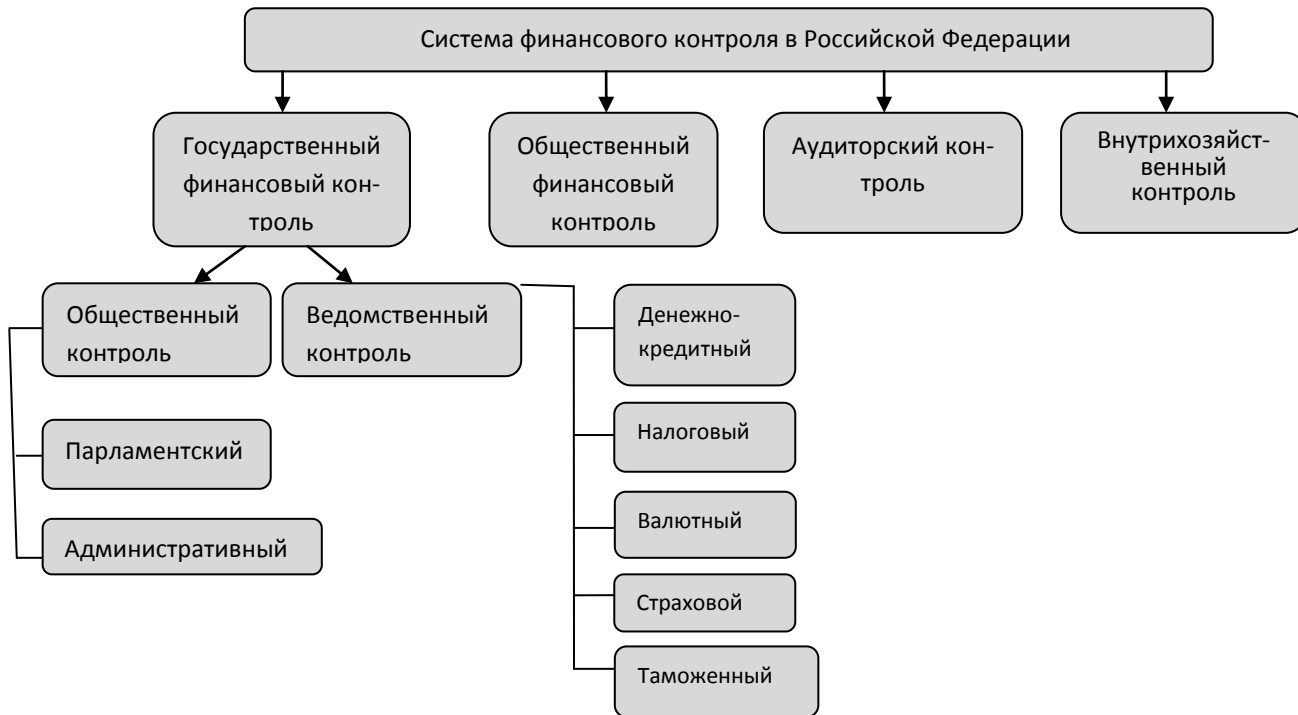 Система финансового контроля в Российской Федерации
Государственный
финансовый кон-
троль
Общественный
финансовый
контроль
Аудиторский кон-
троль
Внутрихозяйст-
венный
контроль
Общественный
контроль
Ведомственный
контроль
Денежно-
кредитный
Парламентский
Налоговый
Валютный
Административный
Страховой
Таможенный